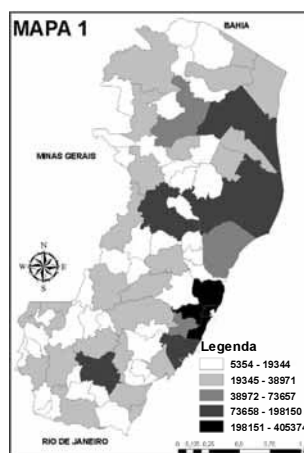 MAPA 1
BAHIA
MINAS GERAIS
N
W
E
S
Legenda
5354 - 19344
19345 - 38971
38972 - 73657
73658 - 198150
198151 - 405374
RIO DE JANEIRO